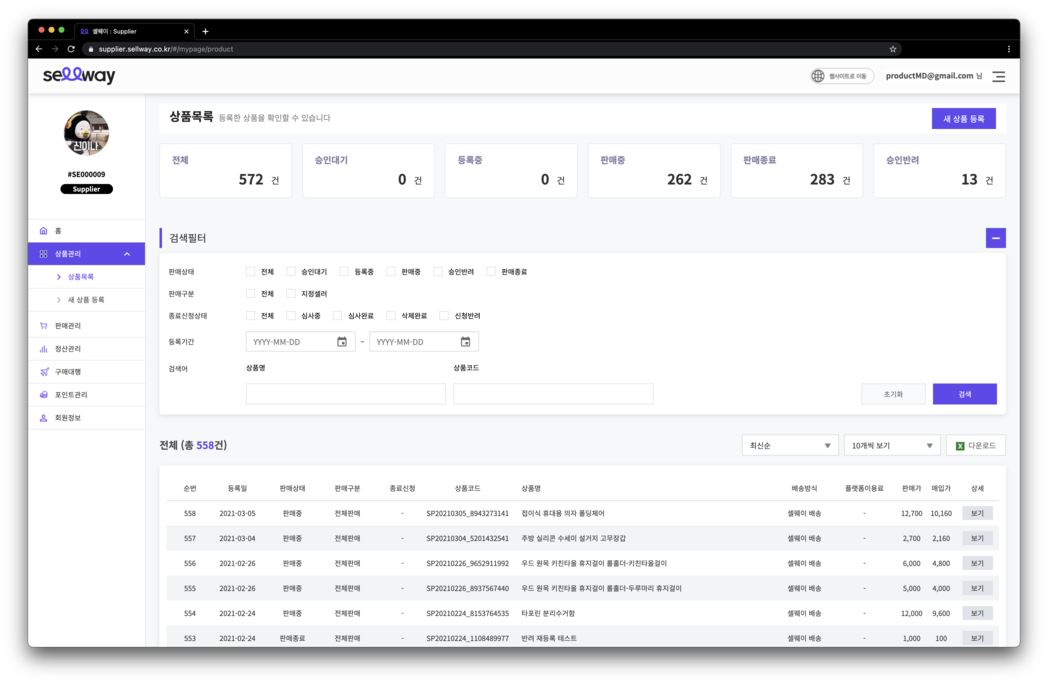 셀웨이 : Supplier
supplier.sellway.co.kr/#/mypage/product
sellway
웹사이트로 이동
productMD@gmail.com 님
신이나
#SE000009
Supplier
홈
상품관리
상품목록
새 상품 등록
판매관리
정산관리
구매대행
포인트관리
회원정보
상품목록 등록한 상품을 확인할 수 있습니다
새 상품 등록
전체 승인대기 등록중 판매중 판매종료 승인반려
572 건 0 건 0 건 262 건 283 건 13 건
검색필터
판매상태 전체 승인대기 등록중 판매중 승인반려 판매종료
판매구분 전체 지정셀러
종료신청상태 전체 심사중 심사완료 삭제완료 신청반려
등록기간 YYYY-MM-DD ~ YYYY-MM-DD
검색어 상품명 상품코드
초기화 검색
전체 (총 558건) 최신순 10개씩 보기 다운로드
순번 등록일 판매상태 판매구분 종료신청 상품코드 상품명 배송방식 플랫폼이용료 판매가 매입가 상세
558 2021-03-05 판매중 전체판매 - SP20210305_8943273141 접이식 휴대용 의자 폴딩체어 셀웨이 배송 - 12,700 10,160 보기
557 2021-03-04 판매중 전체판매 - SP20210304_5201432541 주방 실리콘 수세미 설거지 고무장갑 셀웨이 배송 - 2,700 2,160 보기
556 2021-02-26 판매중 전체판매 - SP20210226_9652911992 우드 원목 키친타올 휴지걸이 롤홀더-키친타올걸이 셀웨이 배송 - 6,000 4,800 보기
555 2021-02-26 판매중 전체판매 - SP20210226_8937567440 우드 원목 키친타올 휴지걸이 롤홀더-두루마리 휴지걸이 셀웨이 배송 - 5,000 4,000 보기
554 2021-02-24 판매중 전체판매 - SP20210224_8153764535 타포린 분리수거함 셀웨이 배송 - 12,000 9,600 보기
553 2021-02-24 판매종료 전체판매 - SP20210224_1108489977 반려 재등록 테스트 셀웨이 배송 - 1,000 100 보기